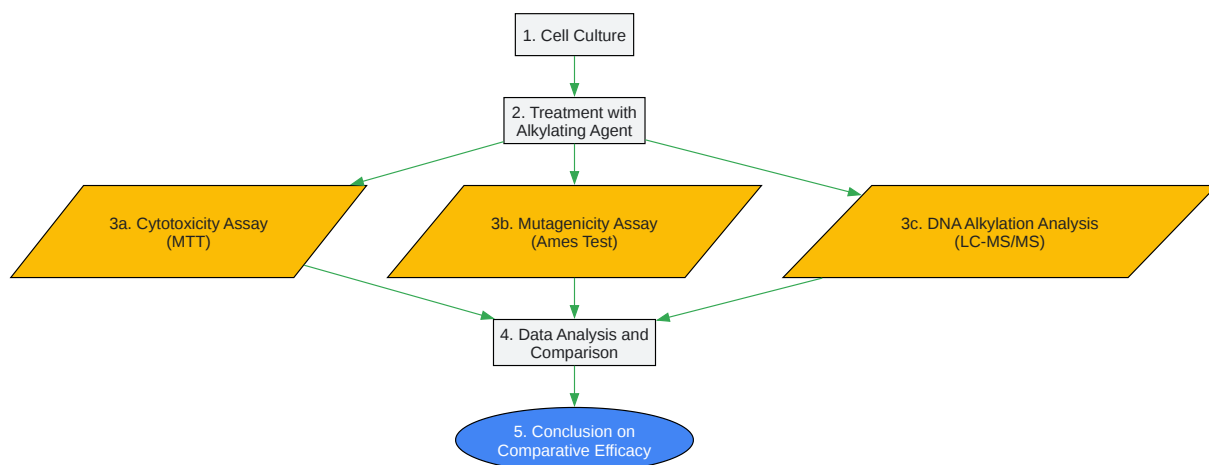 1. Cell Culture
2. Treatment with
Alkylating Agent
3a. Cytotoxicity Assay
(MTT)
3b. Mutagenicity Assay
(Ames Test)
3c. DNA Alkylation Analysis
(LC-MS/MS)
4. Data Analysis and
Comparison
5. Conclusion on
Comparative Efficacy